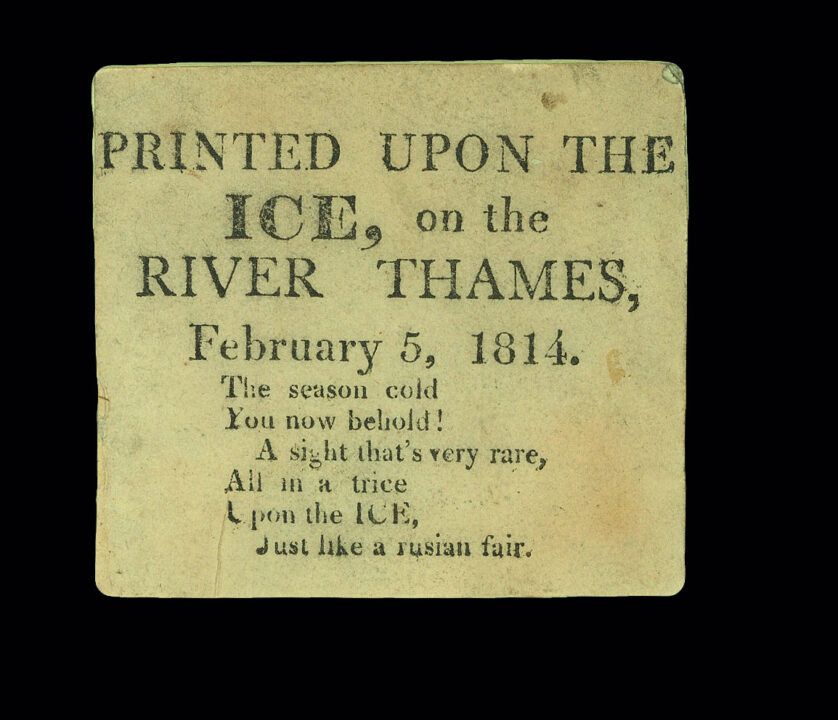 PRINTED UPON THE
ICE, on the
RIVER THAMES,
February 5, 1814.
The season cold
You now behold!
A sight that's very rare,
All in a trice
Upon the ICE,
Just like a rusian fair.